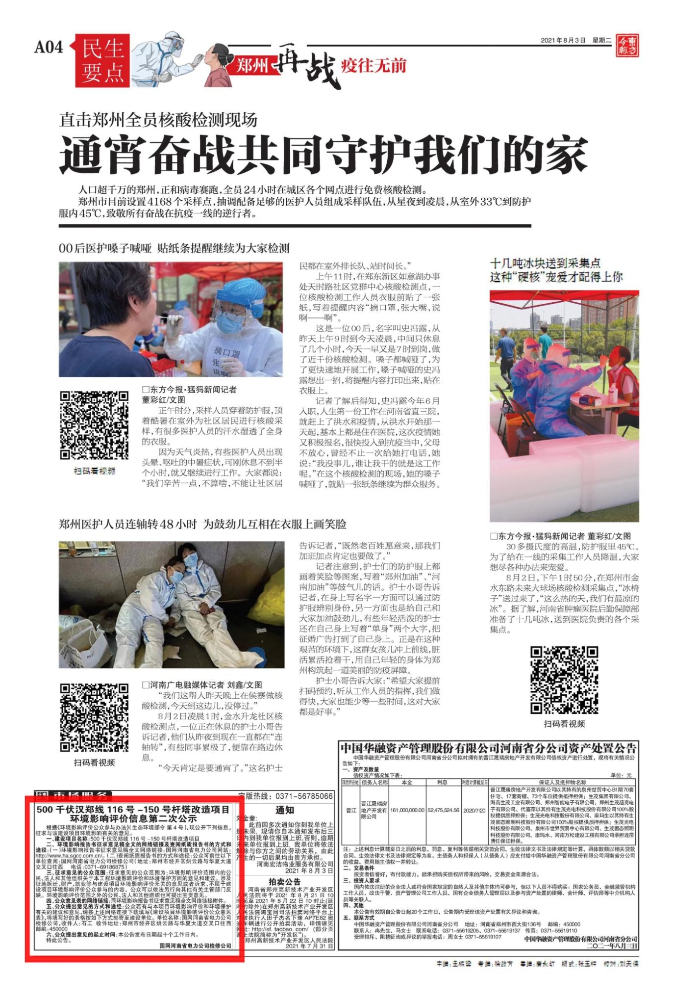 A04
民生
要点
郑州 再战 疫往无前
2021年8月3日 星期二
東方
今報
直击郑州全员核酸检测现场
通宵奋战共同守护我们的家
人口超千万的郑州,正和病毒赛跑,全员24小时在城区各个网点进行免费核酸检测。
郑州市目前设置4168个采样点,抽调配备足够的医护人员组成采样队伍,从星夜到凌晨,从室外33℃到防护
服内45℃,致敬所有奋战在抗疫一线的逆行者。
00后医护嗓子喊哑 贴纸条提醒继续为大家检测
摘口罩
张
说啊
扫码看视频
□东方今报·猛犸新闻记者
董彩红/文图
正午时分,采样人员穿着防护服,顶
着酷暑在室外为社区居民进行核酸采
样,有很多医护人员的汗水湿透了全身
的衣服。
因为天气炎热,有些医护人员出现
头晕、呕吐的中暑症状,可刚休息不到半
个小时,就又继续进行工作。大家都说:
“我们辛苦一点,不算啥,不能让社区居
民都在室外排长队、站时间长。”
上午11时,在郑东新区如意湖办事
处天时路社区党群中心核酸检测点,一
位核酸检测工作人员衣服前贴了一张
纸,写着提醒内容“摘口罩,张大嘴,说
啊——啊”。
这是一位00后,名字叫史冯露,从
昨天上午9时到今天凌晨,中间只休息
了几个小时,今天一早又是7时到岗,做
了近千份核酸检测。嗓子都喊哑了,为
了更快速地开展工作,嗓子喊哑的史冯
露想出一招,将提醒内容打印出来,贴在
衣服上。
记者了解后得知,史冯露今年6月
入职,人生第一份工作在河南省直三院,
就赶上了洪水和疫情,从洪水开始那一
天起,基本上都是住在医院,这次疫情她
又积极报名,很快投入到抗疫当中,父母
不放心,曾经不止一次给她打电话,她
说:“我没事儿,谁让我干的就是这工作
呢。”在这个核酸检测的现场,她的嗓子
喊哑了,就贴一张纸条继续为群众服务。
郑州医护人员连轴转48小时 为鼓劲儿互相在衣服上画笑脸
扫码看视频
□河南广电融媒体记者 刘鑫/文图
“我们这帮人昨天晚上在侯寨做核
酸检测,今天到这边儿,没停过。”
8月2日凌晨1时,金水升龙社区核
酸检测点,一位正在休息的护士小哥告
诉记者,他们从昨夜到现在一直都在“连
轴转”,有些同事累极了,便靠在路边休
息。
“今天肯定是要通宵了。”这名护士
告诉记者,“既然老百姓愿意来,那我们
加班加点肯定也要做了。”
记者注意到,护士们的防护服上都
画着笑脸等图案,写着“郑州加油”、“河
南加油”等鼓气儿的话。护士小哥告诉
记者,在身上写名字一方面可以通过防
护服辨别身份,另一方面也是给自己和
大家加油鼓劲儿,有些年轻活泼的护士
还在自己身上写着“单身”两个大字,把
征婚广告打到了自己身上。正是在这种
艰苦的环境下,这群女孩儿冲上前线,脏
活累活抢着干,用自己年轻的身体为郑
州构筑起一道美丽的防疫屏障。
护士小哥告诉大家:“希望大家提前
扫码预约,听从工作人员的指挥,我们做
得快,大家也能少等一些时间,这对大家
都是好事。”
十几吨冰块送到采集点
这种“硬核”宠爱才配得上你
□东方今报·猛犸新闻记者 董彩红/文图
30多摄氏度的高温,防护服里45℃。
为了给在一线的采集工作人员降温,大家
想尽各种办法来宠爱。
8月2日,下午1时50分,在郑州市金
水东路未来大球场核酸检测采集点,“冰椅
子”送过来了,“这么热的天,我们有最凉的
冰”。据了解,河南省肿瘤医院后勤保障部
准备了十几吨冰,送到医院负责的各个采
集点。
扫码看视频
市场服务
定版热线: 0371-56785066
500千伏汉郑线116号-150号杆塔改造项目
环境影响评价信息第二次公示
根据《环境影响评价公众参与办法》(生态环境部令 第4号),现公开下列信息,
征求与该建设项目环境影响有关的意见。
一、建设项目名称:500千伏汉郑线116号-150号杆塔改造项目
二、环境影响报告书征求意见稿全文的网络链接及查阅纸质报告书的方式和
途径:(一)环境影响报告书征求意见稿全文网络链接:国网河南省电力公司网站:
http://www.ha.sgcc.com.cn/。(二)查阅纸质报告书的方式和途径:公众可前往以下
单位查阅:国网河南省电力公司检修公司(地址:郑州市经开区烘云路与华夏大道
交叉口往西 电话:0371-69186875)
三、征求意见的公众范围:征求意见的公众范围为:环境影响评价范围内的公
民、法人和其他组织关于本工程环境影响评价和环境保护方面的意见和建议。涉及
征地拆迁、财产、就业等与建设项目环境影响评价无关的意见或者诉求,不属于建
设项目环境影响评价公众参与的内容,公众可以依法另行向其他有关主管部门反
映。环境影响评价范围之外的公民、法人和其他组织也可提出宝贵意见。
四、公众意见表的网络链接:同环境影响报告书征求意见稿全文网络链接附件。
五、公众提出意见的方式和途经:公众若有与本项目环境影响评价和环境保护
有关的建议和意见,请按上述网络连接下载填写《建设项目环境影响评价公众意见
表》,将填写好的表格按如下方式邮寄至建设单位。单位名称:国网河南省电力公司
检修公司,收件人:石工 收件地址:郑州市经开区烘云路与华夏大道交叉口往西
邮编:450000
六、公众提出意见的起止时间:本公告发布日期起十个工作日内。
特此公告。
国网河南省电力公司检修公司
通知
刘金奎:
此前因多次通知你到我单位上
班未果,现请你自本通知发布后三
日内到我单位报到上班,否则,逾期
未来单位报到上班,我单位将依法
解除与你方之间的劳动关系,由此
产生的一切后果均由贵方承担。
河南宏洁物业服务有限公司
2021年8月3日
拍卖公告
河南省郑州高新技术产业开发区
人民法院将于2021年8月21日10
时起至2021年8月22日10时止(延
时的除外)在郑州高新技术产业开发区
人民法院淘宝网司法拍卖网络平台上
对被执行人田子杰名下豫AP7E82奥
迪车辆进行公开拍卖活动,详情请见
网址: http://sf.taobao.com/ (部分页
面上法院简称为“开发区”)。
郑州高新技术产业开发区人民法院
2021年7月31日
中国华融资产管理股份有限公司河南省分公司资产处置公告
中国华融资产管理股份有限公司河南省分公司拟对拥有的晋江晟瑞房地产开发有限公司债权资产进行处置,现将有关情况公
告如下:
一、资产及数量
债权资产情况如下表: 单位:元
项目所在地 债务人名称 本金 利息 利息计算截至日 保证人及抵押物名称
晋江 晋江晟瑞房地产开发有限公司 161,000,000.00 52,475,524.56 2020/7/20
晋江晟瑞房地产开发有限公司以其持有的泉州世贸中心B1期70套
住宅、17套商铺、73个车位提供抵押担保;生茂集团有限公司、
海南生茂工业有限公司、郑州智能电子有限公司、郑州生茂超亮电
子有限公司、代喜萍以其持有生茂光电科技股份有限公司100%股
权提供质押担保;生茂光电科技股份有限公司、康玛生以其持有生
茂固态照明科技股份有限公司100%股权提供质押担保;生茂光电
科技股份有限公司、泉州市世界贸易中心有限公司、生茂固态照明
科技股份有限公司、康玛水、河南万松建设工程有限公司承担连带
责任保证担保。
注:上述利息计算截至日之后的利息、罚息、复利等依据相关贷款合同、生效法律文书及法律规定等计算,具体数额以相关贷款
合同、生效法律文书及法律规定等为准。主债务人和担保人(从债务人)应支付给中国华融资产管理股份有限公司河南省分公司
的收益、费用随主债权一并转让。
二、交易条件
投资者信誉好,有付款能力,能承担购买债权所带来的风险,交易资金来源合法。
三、投资人要求
国内依法注册的企业法人或符合国家规定的自然人及其他主体均可参与,但以下人员不得购买:国家公务员、金融监管机构
工作人员、政法干警、资产管理公司工作人员、国有企业债务人管理层以及参与资产处置的律师、会计师、评估师等中介机构人
员等关联人。
四、其他
本公告有效期自公告日起20个工作日,公告期内受理该资产处置有关异议和咨询。
五、联系方式
中国华融资产管理股份有限公司河南省分公司 地址:河南省郑州市西大街136号 邮编:450000
联系人:冉先生、马女士 联系电话:0371-55619205、0371-55619137 传真:0371-55619110
受理排斥、阻挠征询或异议的举报电话:周女士 0371-55619107
中国华融资产管理股份有限公司河南省分公司
二〇二一年八月三日